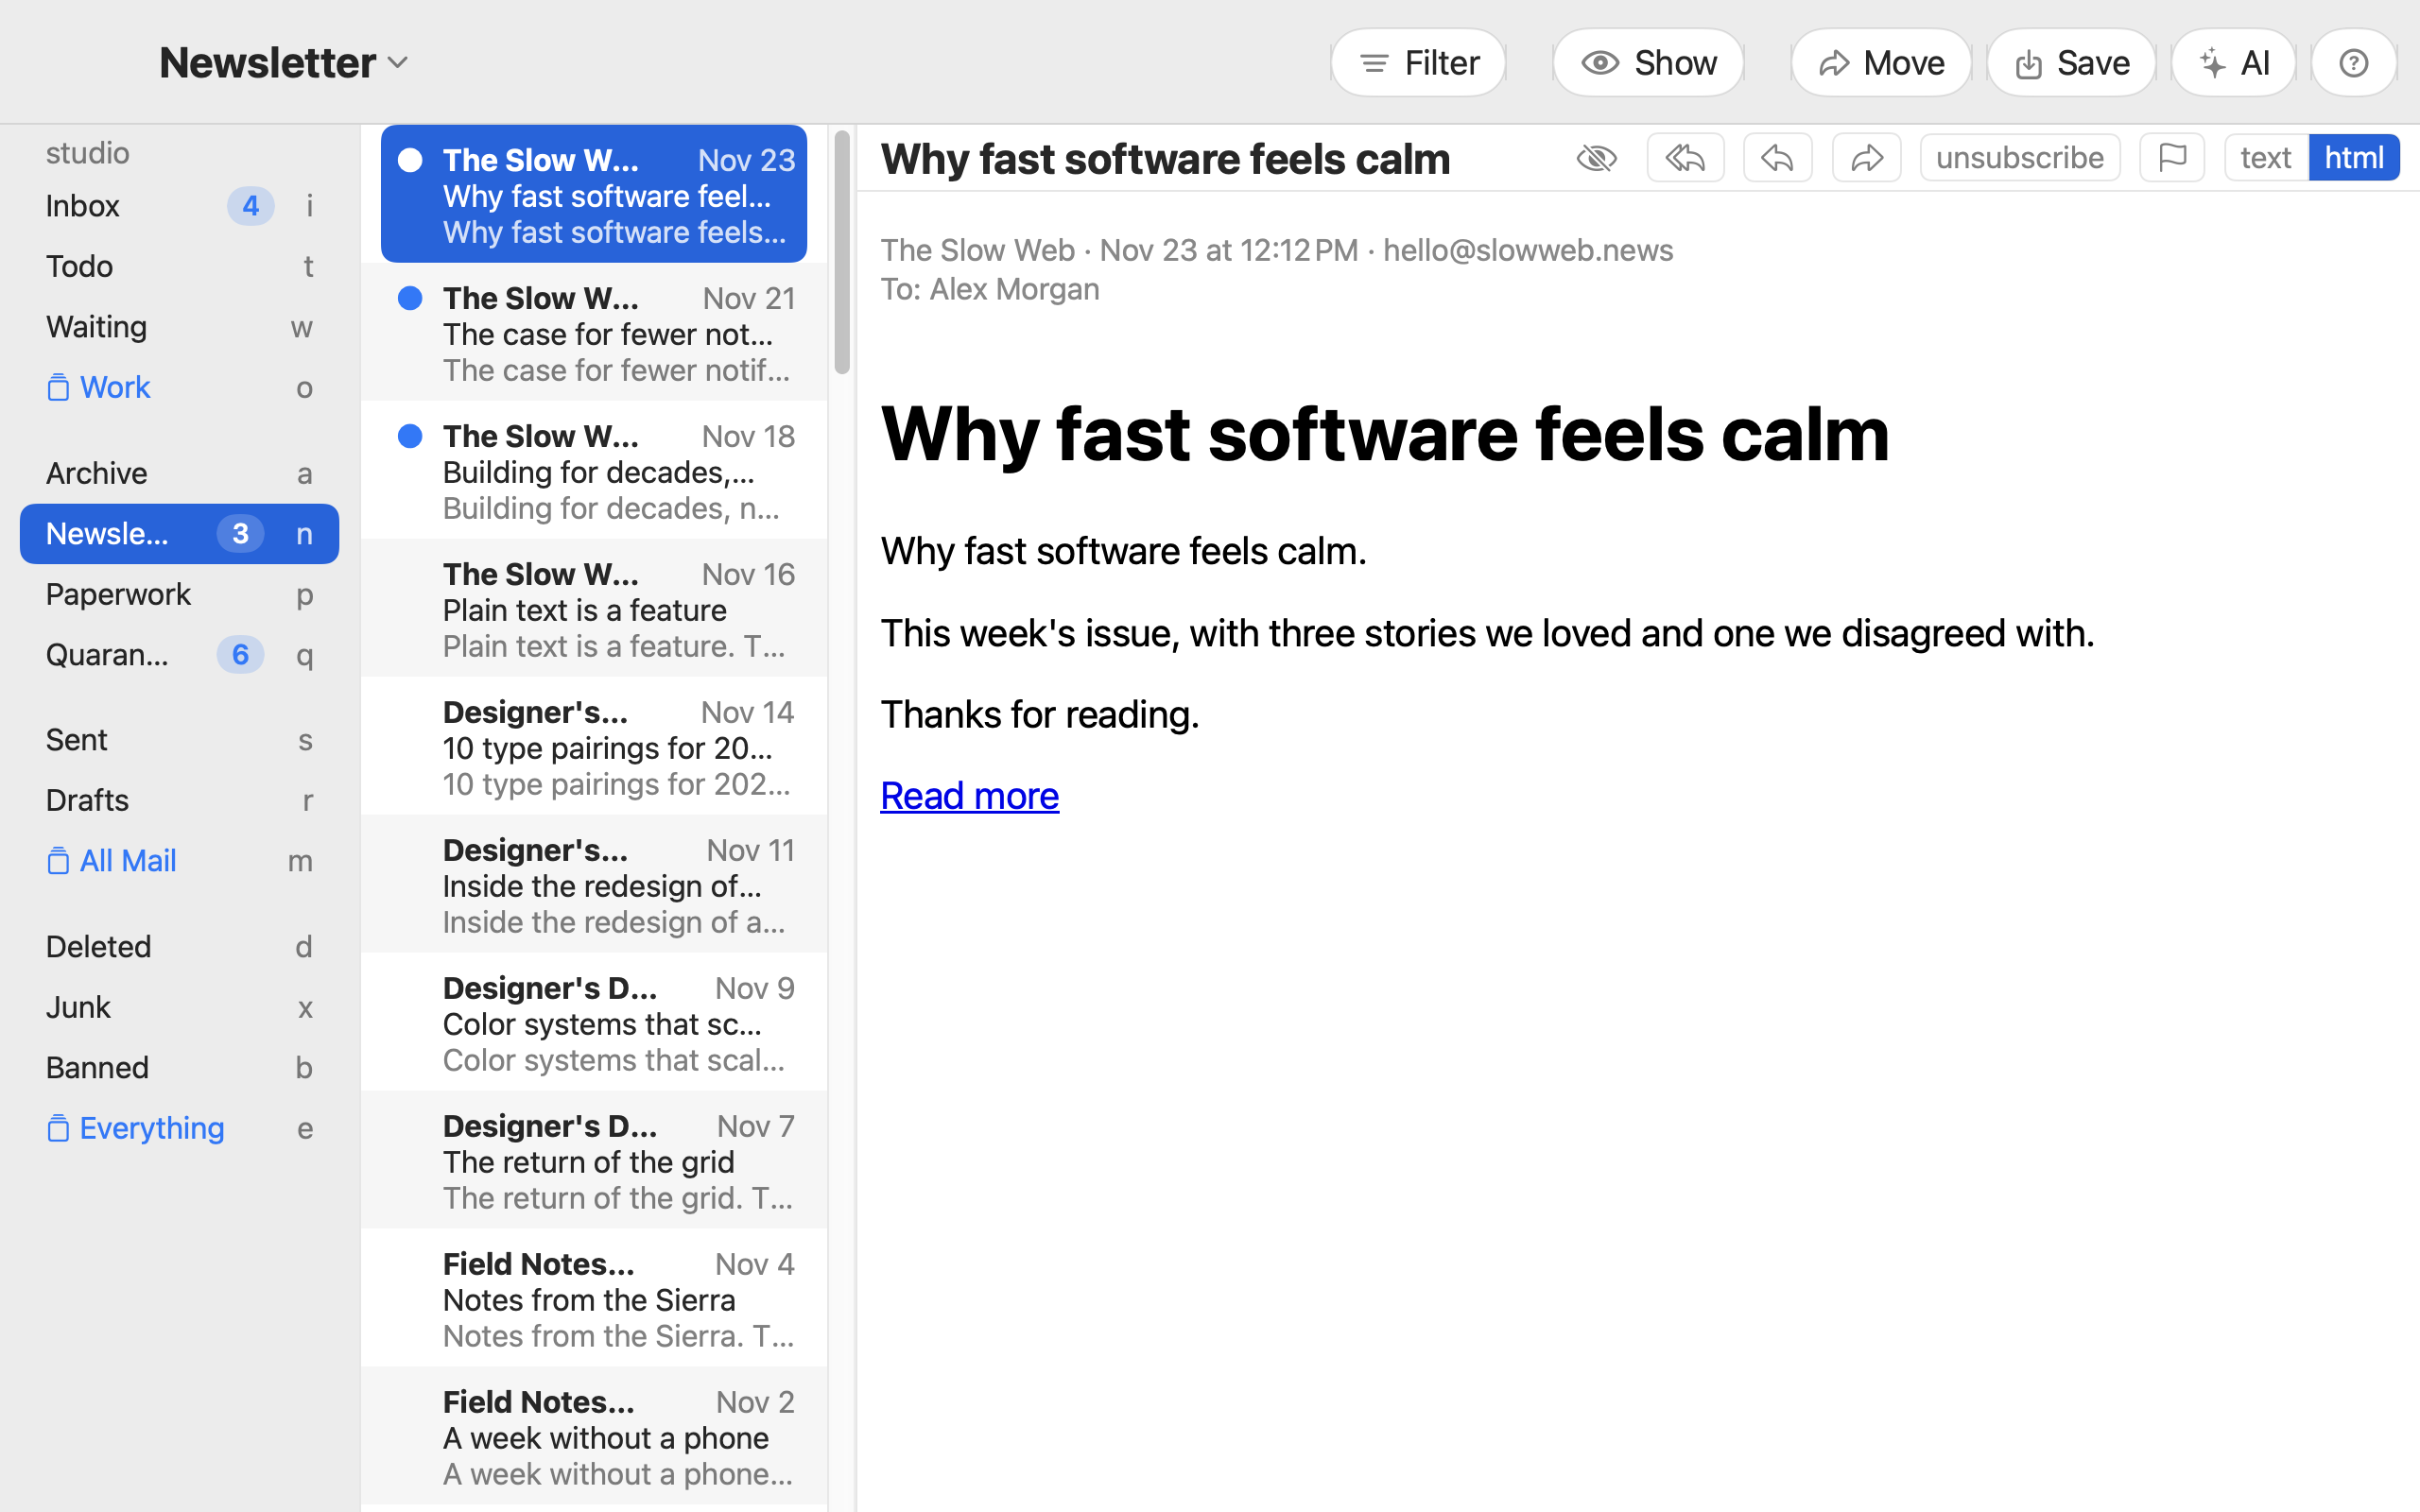 Newsletter
Filter
Show
Move
Save
AI
?
studio
Inbox 4 i
Todo t
Waiting w
Work o
Archive a
Newsle... 3 n
Paperwork p
Quaran... 6 q
Sent s
Drafts r
All Mail m
Deleted d
Junk x
Banned b
Everything e
The Slow W... Nov 23
Why fast software feel...
Why fast software feels...
The Slow W... Nov 21
The case for fewer not...
The case for fewer notif...
The Slow W... Nov 18
Building for decades,...
Building for decades, n...
The Slow W... Nov 16
Plain text is a feature
Plain text is a feature. T...
Designer's... Nov 14
10 type pairings for 20...
10 type pairings for 202...
Designer's... Nov 11
Inside the redesign of...
Inside the redesign of a...
Designer's D... Nov 9
Color systems that sc...
Color systems that scal...
Designer's D... Nov 7
The return of the grid
The return of the grid. T...
Field Notes... Nov 4
Notes from the Sierra
Notes from the Sierra. T...
Field Notes... Nov 2
A week without a phone
A week without a phone...
Why fast software feels calm
unsubscribe
text html
The Slow Web · Nov 23 at 12:12 PM · hello@slowweb.news
To: Alex Morgan
Why fast software feels calm
Why fast software feels calm.
This week's issue, with three stories we loved and one we disagreed with.
Thanks for reading.
Read more